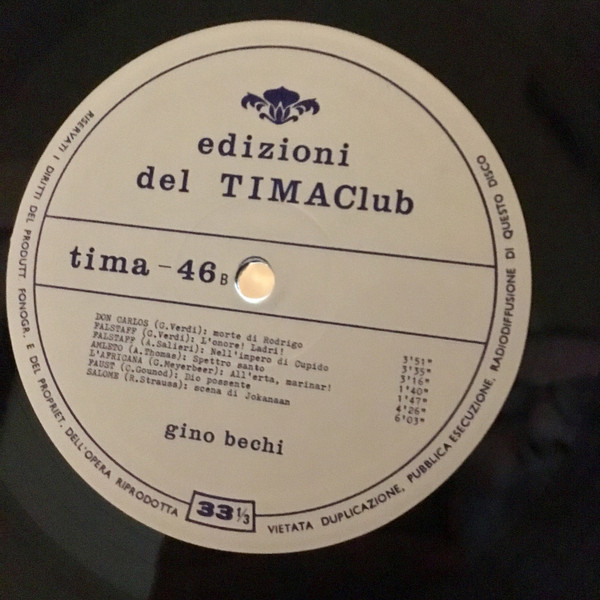 edizioni
del TIMAClub
tima - 46 B
DON CARLOS (G.Verdi): morte di Rodrigo 3'51"
FALSTAFF (G.Verdi): L'onore! Ladri! 3'35"
FALSTAFF (A.Salieri): Nell'impero di Cupido 3'16"
AMLETO (A.Thomas): Spettro santo 1'40"
L'AFRICANA (G.Meyerbeer): All'erta, marinar! 1'47"
FAUST (C.Gounod): Dio possente 4'26"
SALOME (R.Strauss): scena di Jokanaan 6'03"
gino bechi
33 1/3
RISERVATI I DIRITTI DEL PRODUTT. FONOGR. E DEL PROPRIET. DELL'OPERA RIPRODOTTA
VIETATA DUPLICAZIONE, PUBBLICA ESECUZIONE, RADIODIFFUSIONE DI QUESTO DISCO